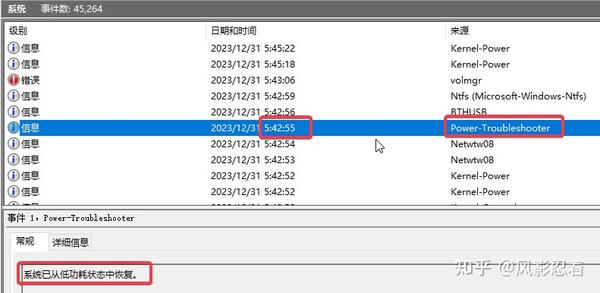 系统 事件数: 45,264
级别 日期和时间 来源
信息 2023/12/31 5:45:22 Kernel-Power
信息 2023/12/31 5:45:18 Kernel-Power
错误 2023/12/31 5:43:06 volmgr
信息 2023/12/31 5:42:59 Ntfs (Microsoft-Windows-Ntfs)
信息 2023/12/31 5:42:56 BTHUSB
信息 2023/12/31 5:42:55 Power-Troubleshooter
信息 2023/12/31 5:42:54 Netwtw08
信息 2023/12/31 5:42:53 Netwtw08
信息 2023/12/31 5:42:52 Kernel-Power
信息 2023/12/31 5:42:52 Kernel-Power
事件 1, Power-Troubleshooter
常规 详细信息
系统已从低功耗状态中恢复。
知乎 @风影忍着